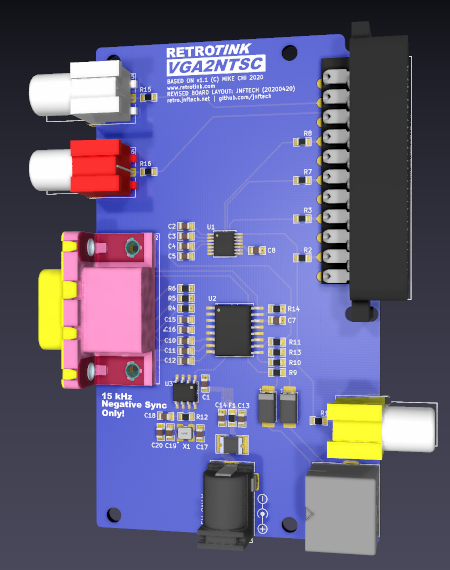 RETROTINK
VGA2NTSC
BASED ON v1.1 (C) MIKE CHI 2020
www.retrotink.com
REVISED BOARD LAYOUT: JNFTECH (20200420)
retro.jnftech.net | github.com/jnftech
R15
R16
R8
R7
R3
R2
C2
C3
C4
C5
U1
C8
R6
R5
R4
C15
C16
C10
C11
C12
U2
R14
C7
R11
R13
R10
R9
U3
C1
15 kHz
Negative Sync
Only!
C18
R12
C14 F1 C13
C20 C19 X1 C17